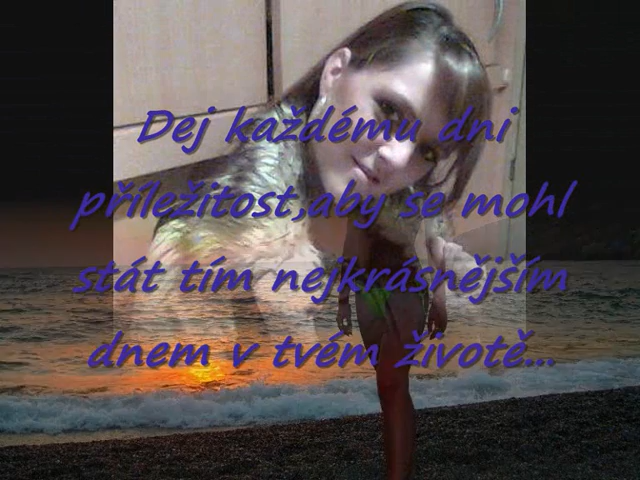 Dej každému dni
příležitost,aby se mohl
stát tím nejkrásnějším
dnem v tvém životě...